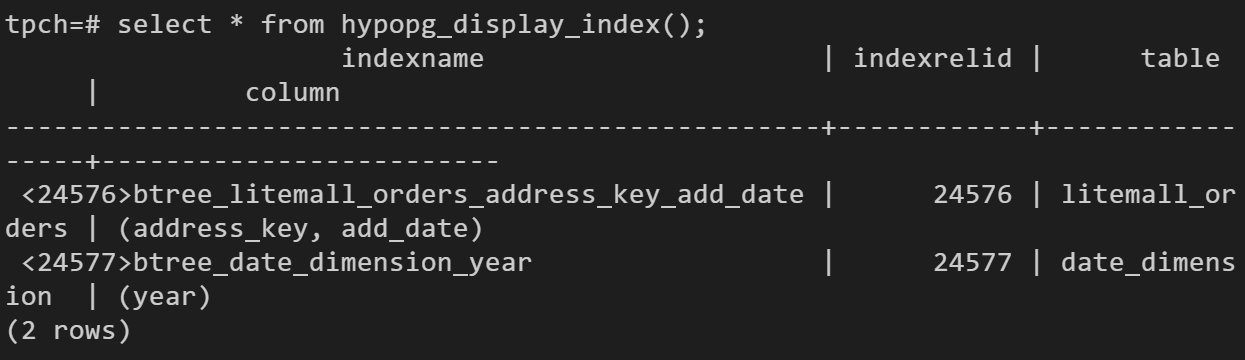 tpch=# select * from hypopg_display_index();
                     indexname                     | indexrelid |      table
     |         column
---------------------------------------------------+------------+------------
-----+-------------------------
 <24576>btree_litemall_orders_address_key_add_date |      24576 | litemall_or
ders | (address_key, add_date)
 <24577>btree_date_dimension_year                  |      24577 | date_dimens
ion  | (year)
(2 rows)